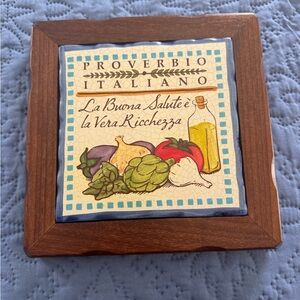 PROVERBIO
ITALIANO
La Buona Salute è
la Vera Ricchezza